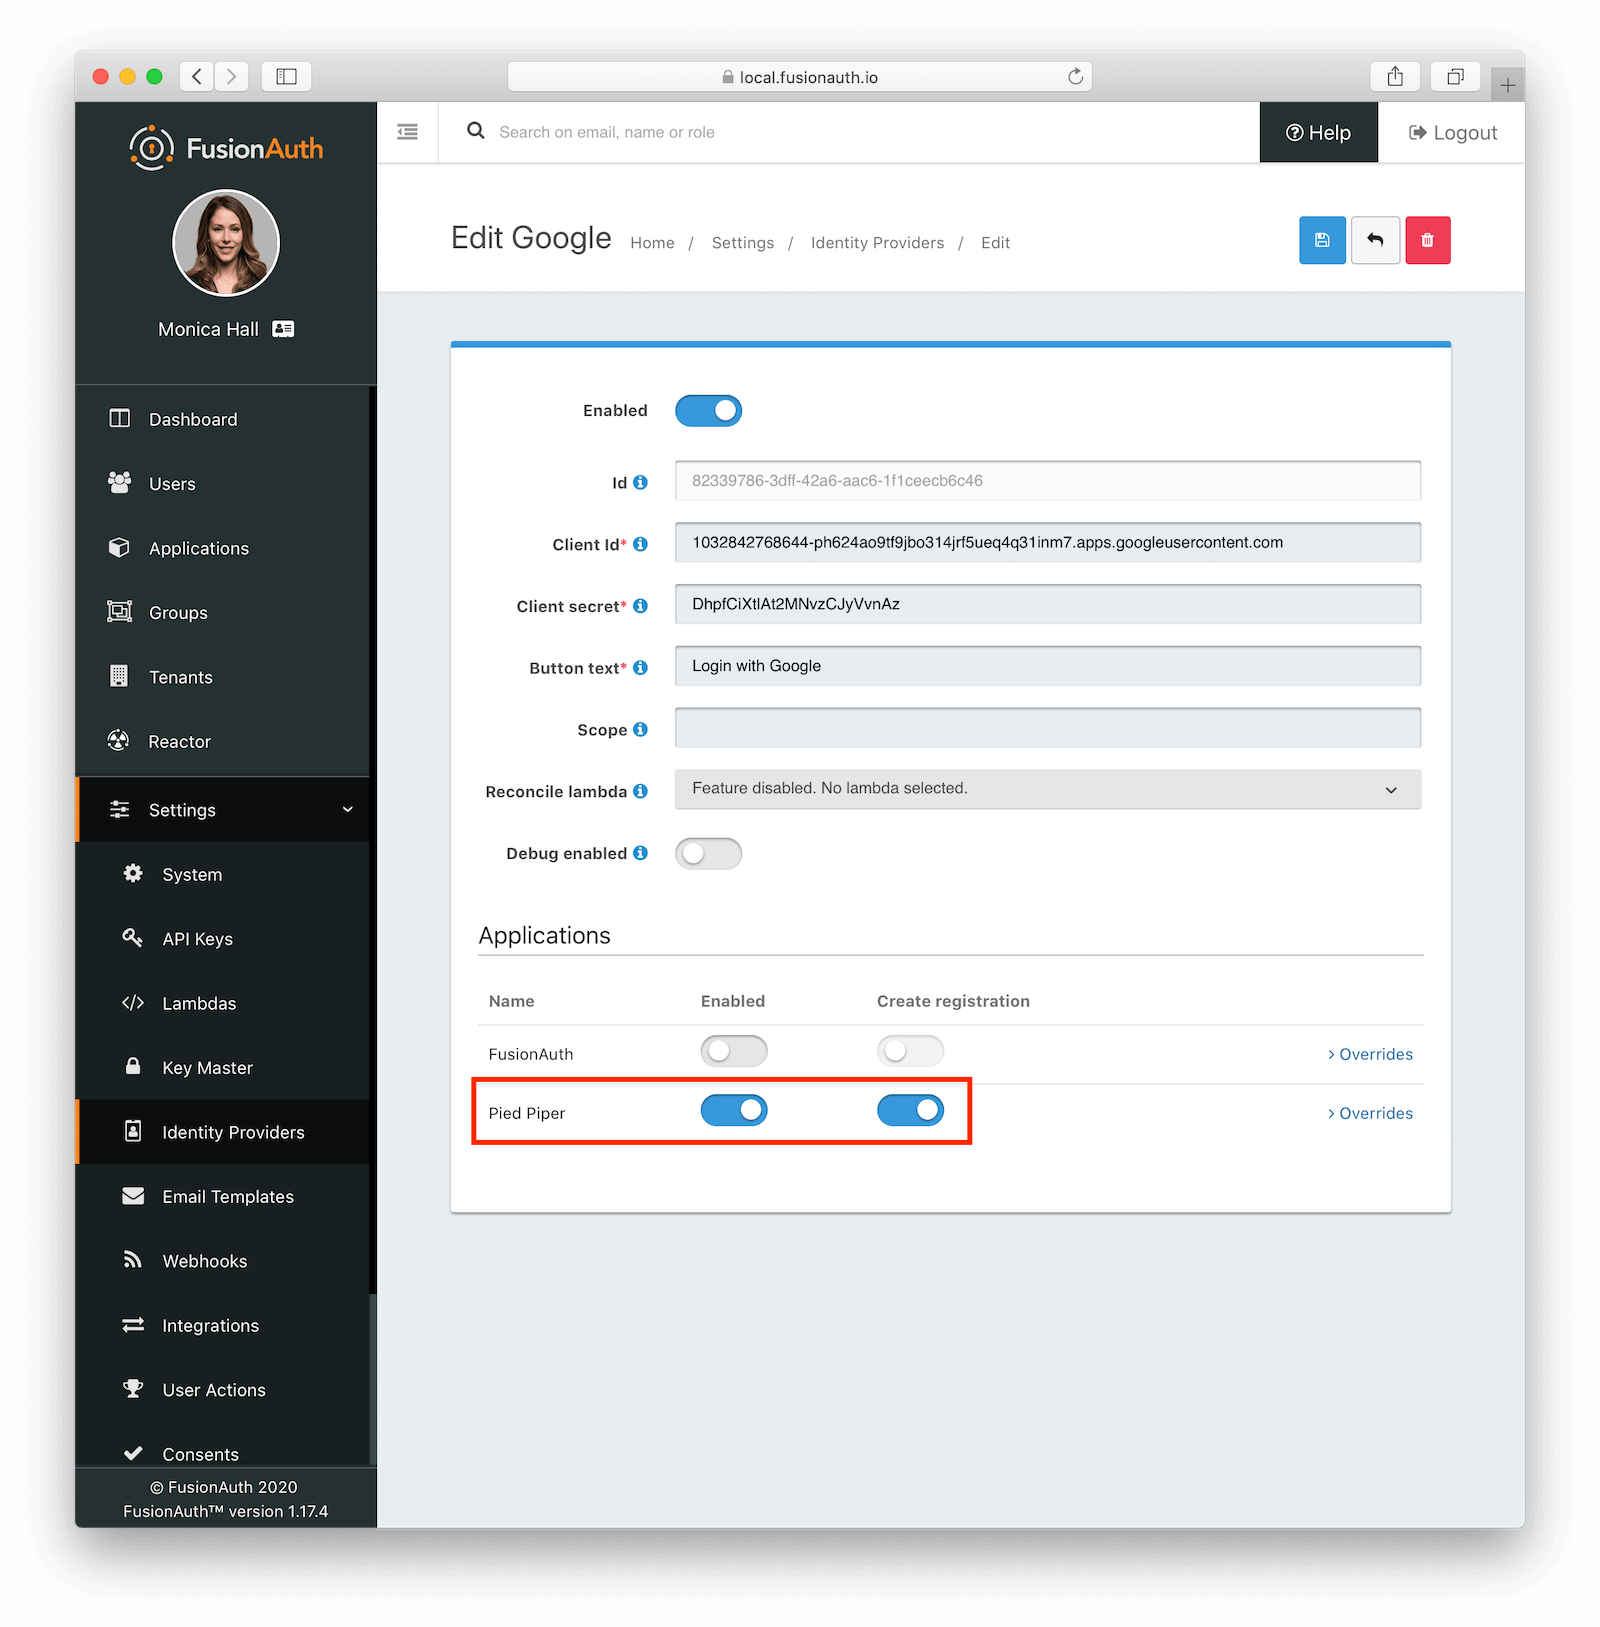 local.fusionauth.io
FusionAuth
Search on email, name or role
Help
Logout
Monica Hall
Edit Google
Home / Settings / Identity Providers / Edit
Dashboard
Users
Applications
Groups
Tenants
Reactor
Settings
System
API Keys
Lambdas
Key Master
Identity Providers
Email Templates
Webhooks
Integrations
User Actions
Consents
© FusionAuth 2020
FusionAuth™ version 1.17.4
Enabled
Id 82339786-3dff-42a6-aac6-1f1ceecb6c46
Client Id* 1032842768644-ph624ao9tf9jbo314jrf5ueq4q31inm7.apps.googleusercontent.com
Client secret* DhpfCiXtlAt2MNvzCJyVvnAz
Button text* Login with Google
Scope
Reconcile lambda Feature disabled. No lambda selected.
Debug enabled
Applications
Name Enabled Create registration
FusionAuth Overrides
Pied Piper Overrides